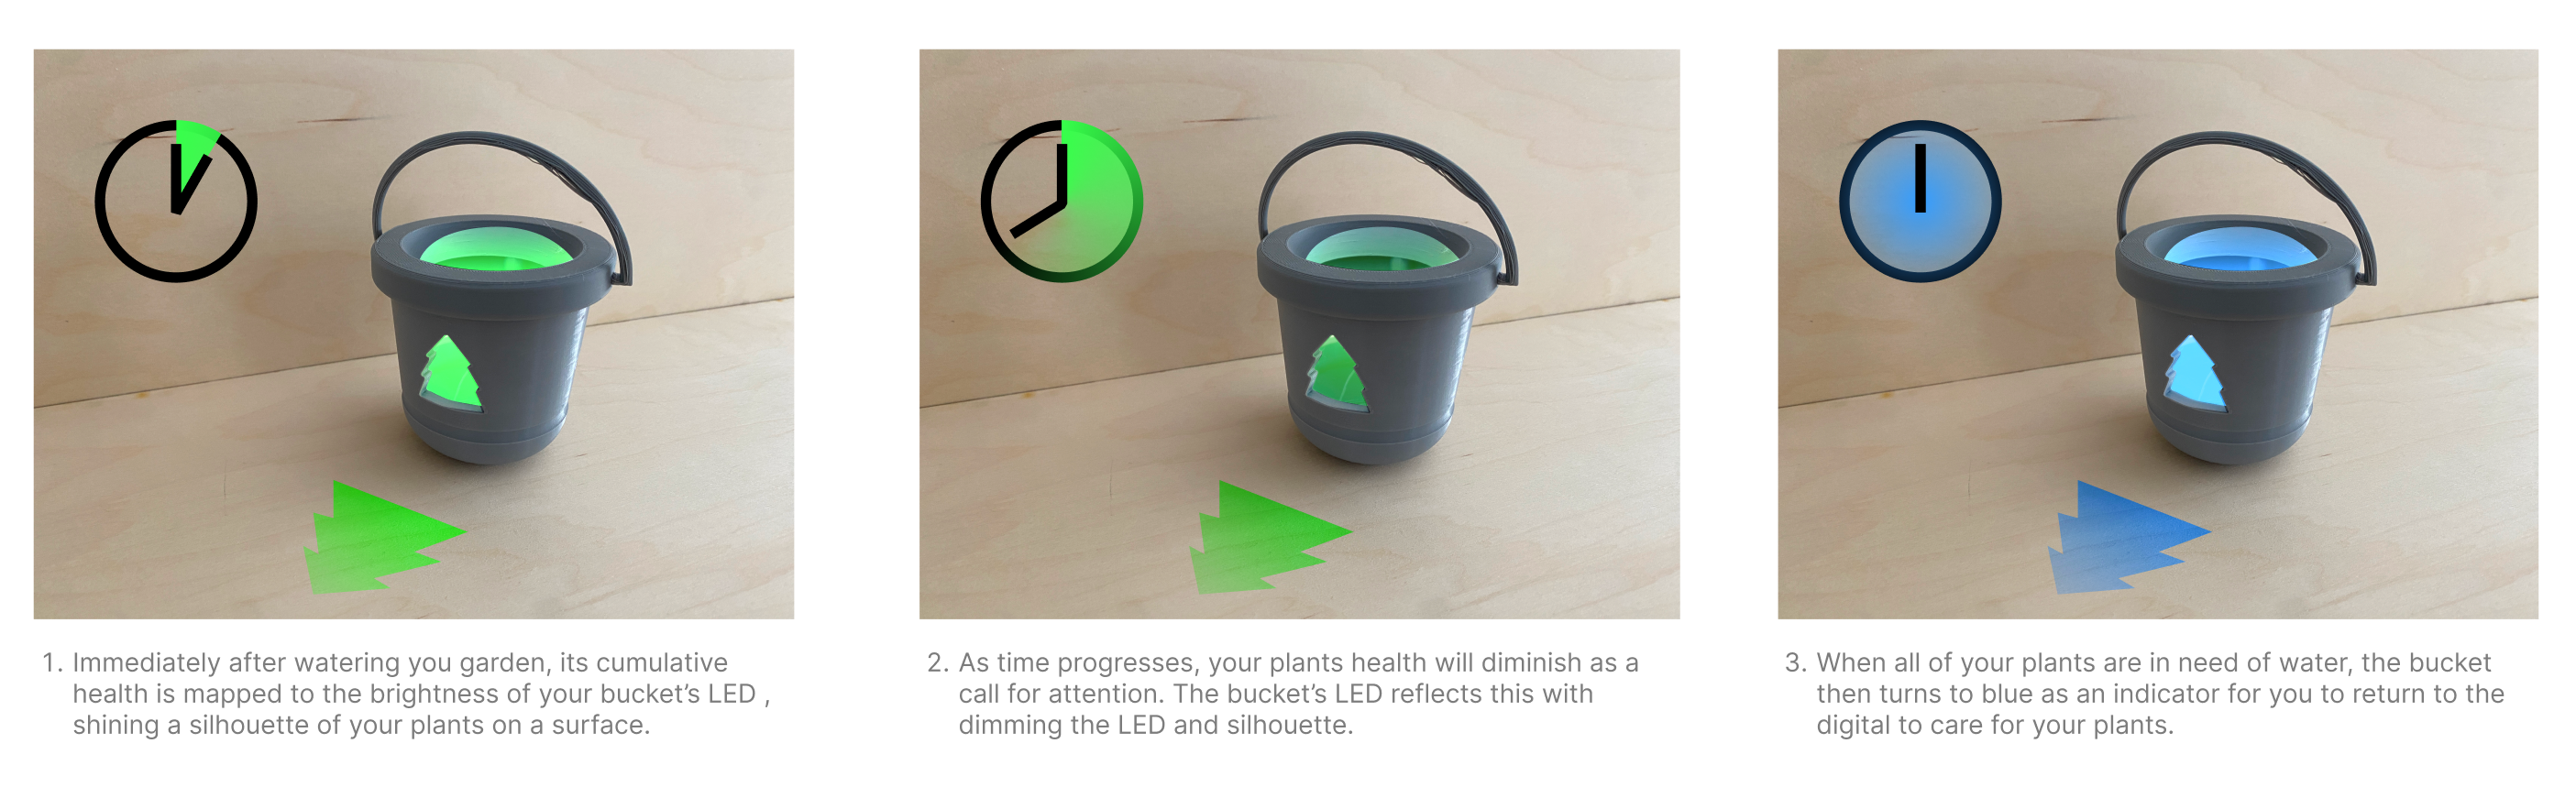 1. Immediately after watering you garden, its cumulative
health is mapped to the brightness of your bucket's LED ,
shining a silhouette of your plants on a surface.
2. As time progresses, your plants health will diminish as a
call for attention. The bucket's LED reflects this with
dimming the LED and silhouette.
3. When all of your plants are in need of water, the bucket
then turns to blue as an indicator for you to return to the
digital to care for your plants.